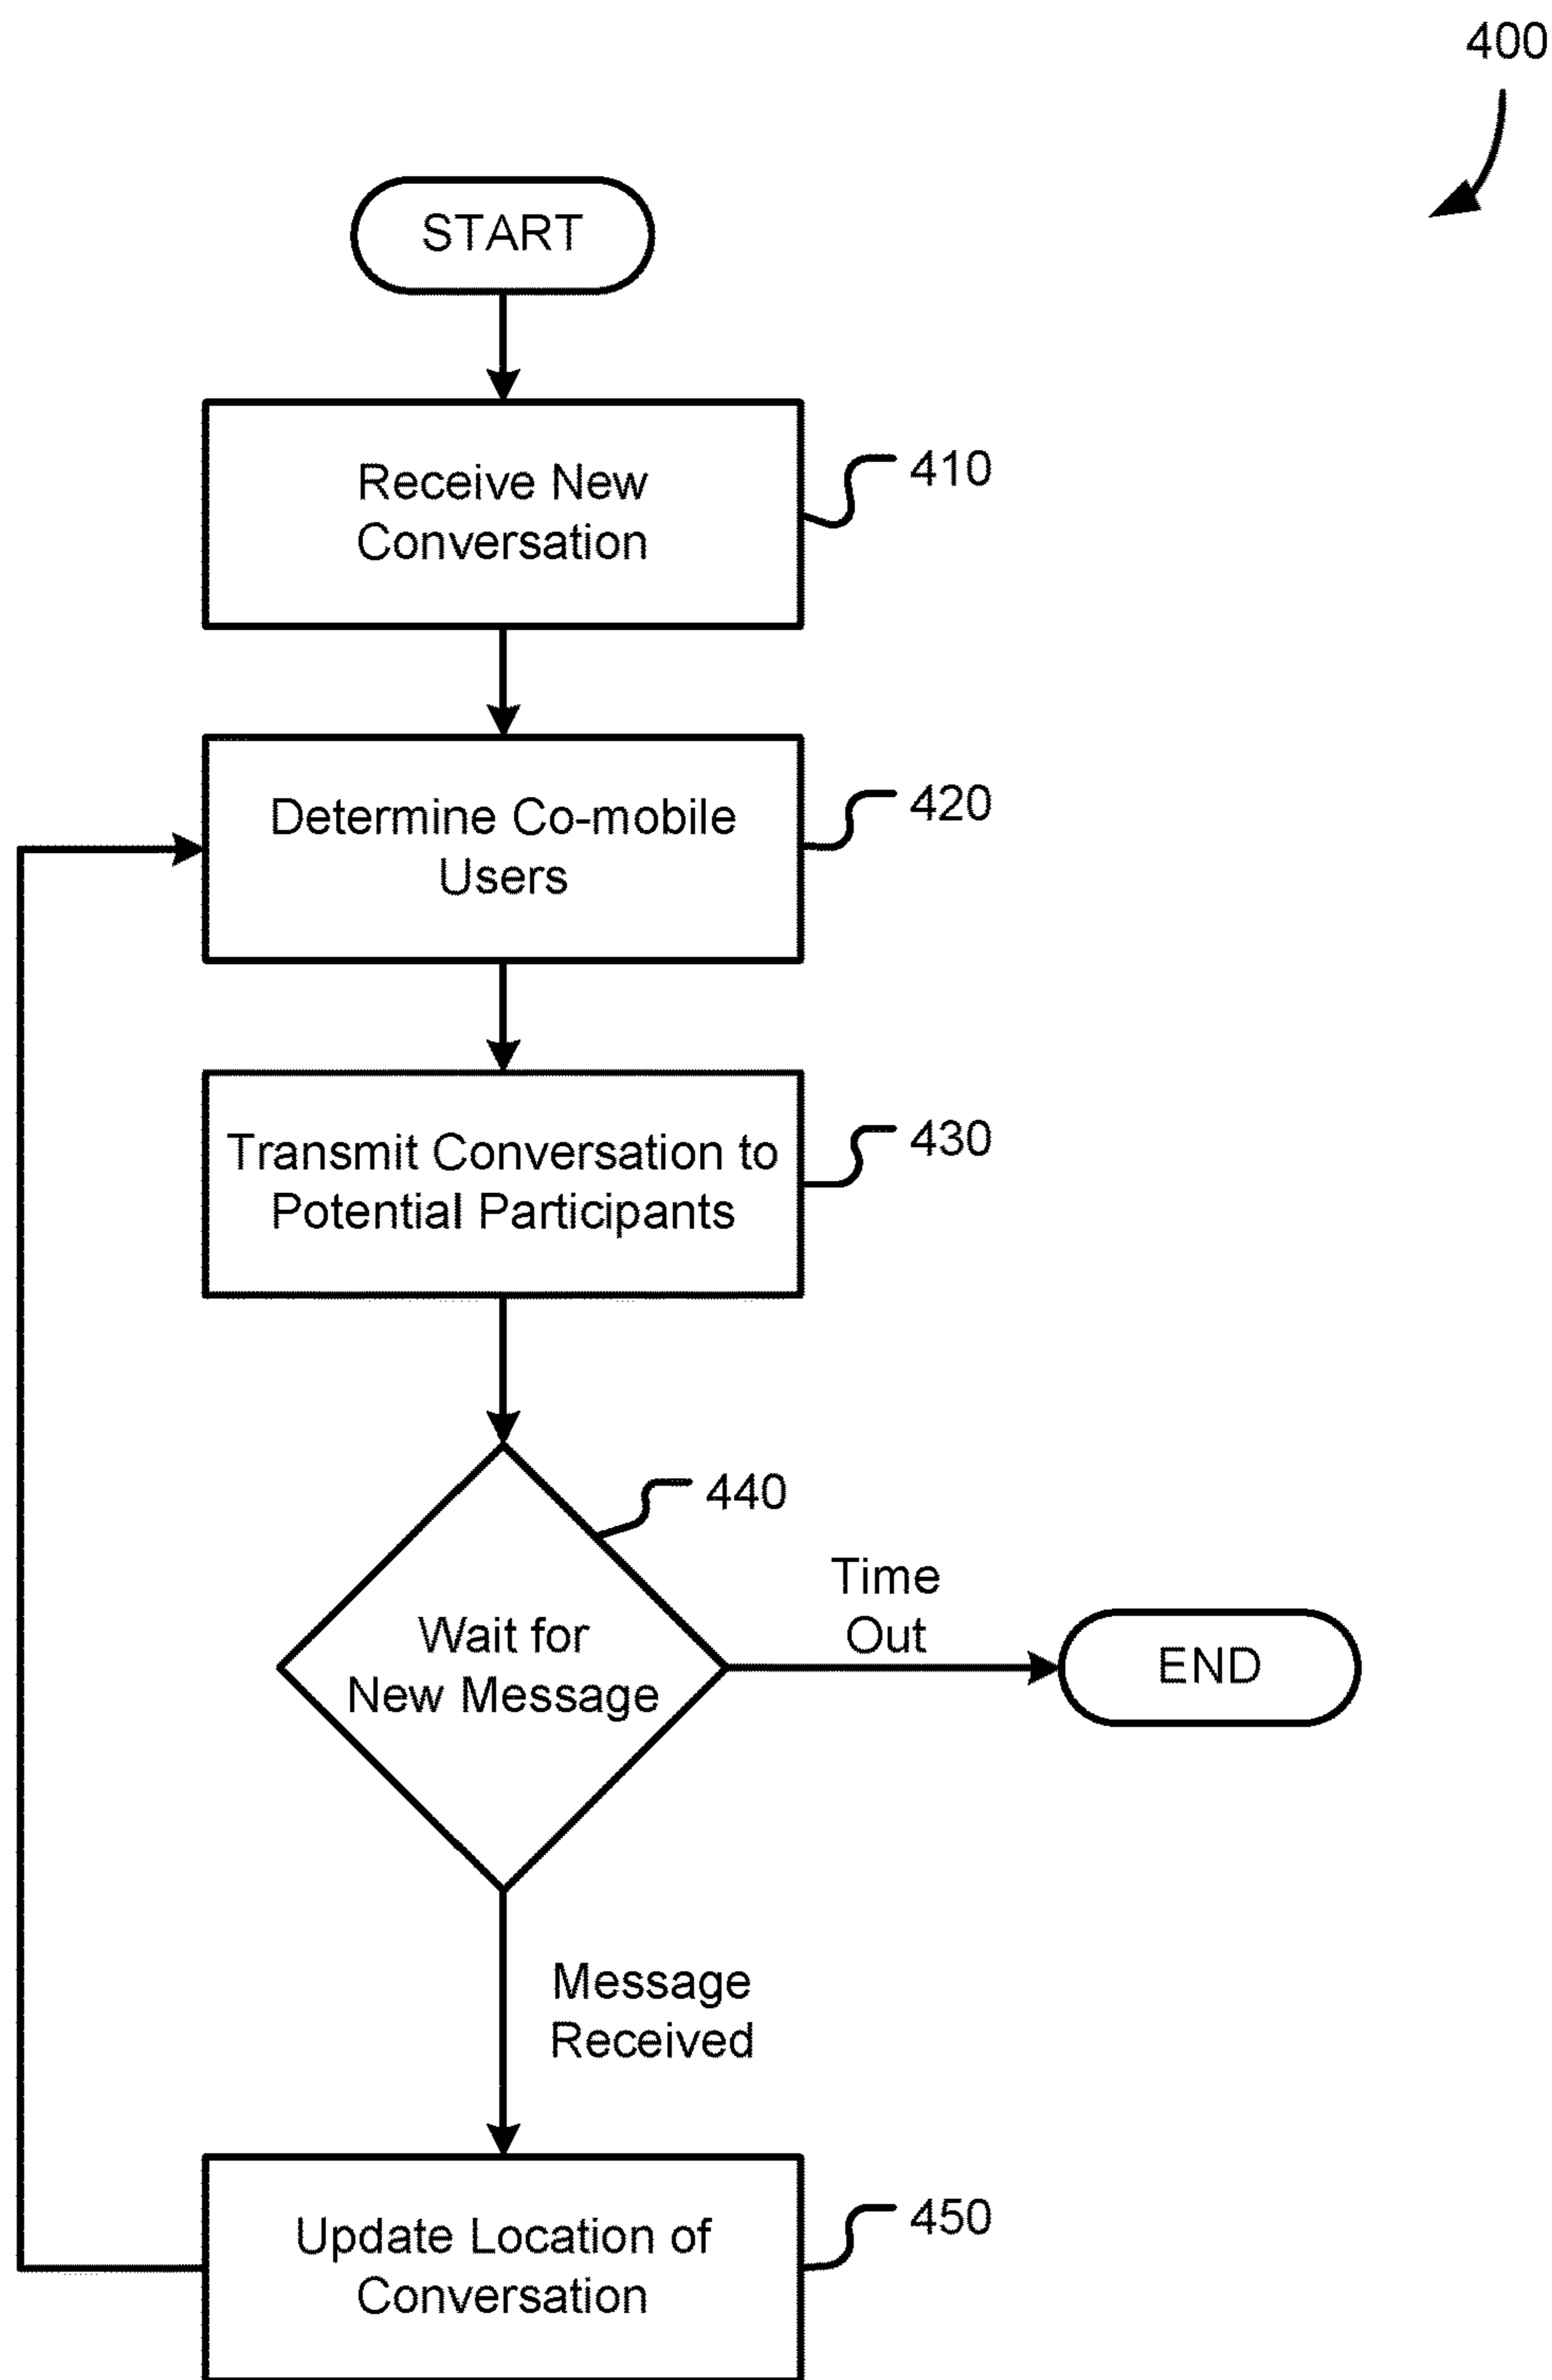 400
START
Receive New
Conversation
410
Determine Co-mobile
Users
420
Transmit Conversation to
Potential Participants
430
440
Wait for
New Message
Time
Out
END
Message
Received
Update Location of
Conversation
450